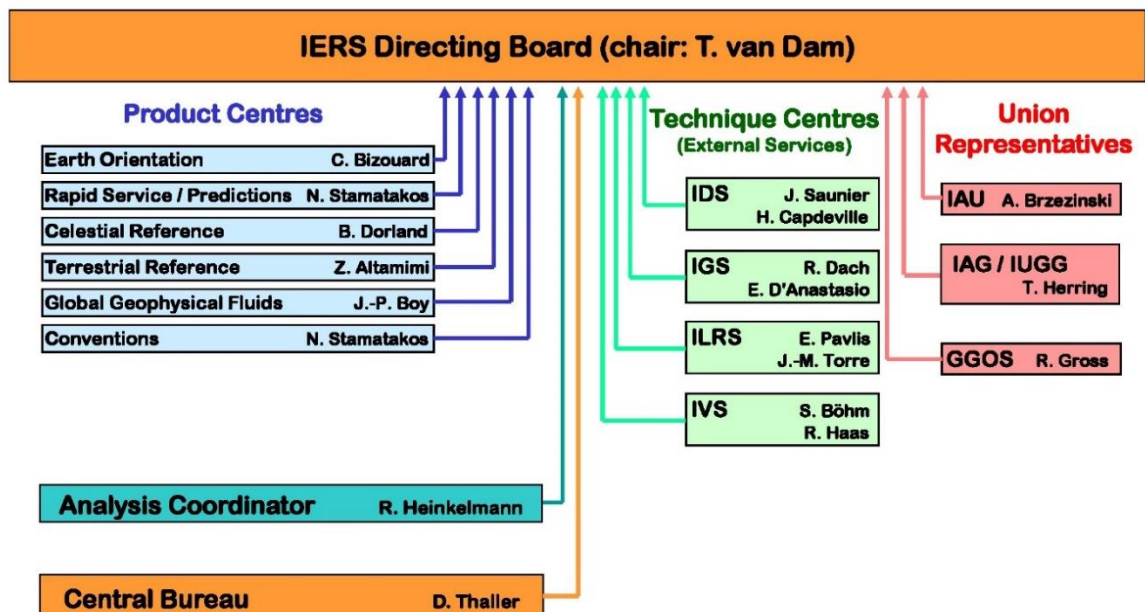 IERS Directing Board (chair: T. van Dam)
Product Centres
Earth Orientation C. Bizouard
Rapid Service / Predictions N. Stamatakos
Celestial Reference B. Dorland
Terrestrial Reference Z. Altamimi
Global Geophysical Fluids J.-P. Boy
Conventions N. Stamatakos
Technique Centres
(External Services)
IDS J. Saunier
H. Capdeville
IGS R. Dach
E. D'Anastasio
ILRS E. Pavlis
J.-M. Torre
IVS S. Böhm
R. Haas
Union
Representatives
IAU A. Brzezinski
IAG / IUGG
T. Herring
GGOS R. Gross
Analysis Coordinator R. Heinkelmann
Central Bureau D. Thaller